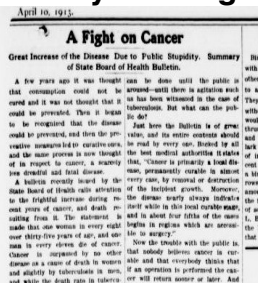 April 10, 1913.
A Fight on Cancer
Great Increase of the Disease Due to Public Stupidity. Summary
of State Board of Health Bulletin.
A few years ago it was thought
that consumption could not be
cured and it was not thought that it
could be prevented. Then it began
to be recognized that the disease
could be prevented, and then the pre-
ventive measures led to curative ones,
and the same process is now thought
of in respect to cancer, a scarcely
less dreadful and fatal disease.
A bulletin recently issued by the
State Board of Health calls attention
to the frightful increase during re-
cent years of cancer, and death re-
sulting from it. The statement is
made that one woman in every eight
over thirty-five years of age, and one
man in every eleven die of cancer.
Cancer is surpassed by no other
disease as a cause of death in women
and slightly by tuberculosis in men,
and while the death rate in tubercu-
can be done until the public is
aroused—until there is agitation such
as has been witnessed in the case of
tuberculosis. But what can the pub-
lic do?
Just here the Bulletin is of great
value, and its entire contents should
be read by every one. Backed by all
the best medical authorities it states
that, "Cancer is primarily a local dis-
ease, permanently curable in almost
every case, by removal or destruction
of the incipient growth. Moreover,
the disease nearly always indicates
itself while in this local curable stage,
and in about four fifths of the cases
begins in regions which are accessi-
ble to surgery."
Now the trouble with the public is,
that nobody believes cancer is cur-
able and that everybody thinks that
if an operation is performed the can-
cer will return sooner or later. And